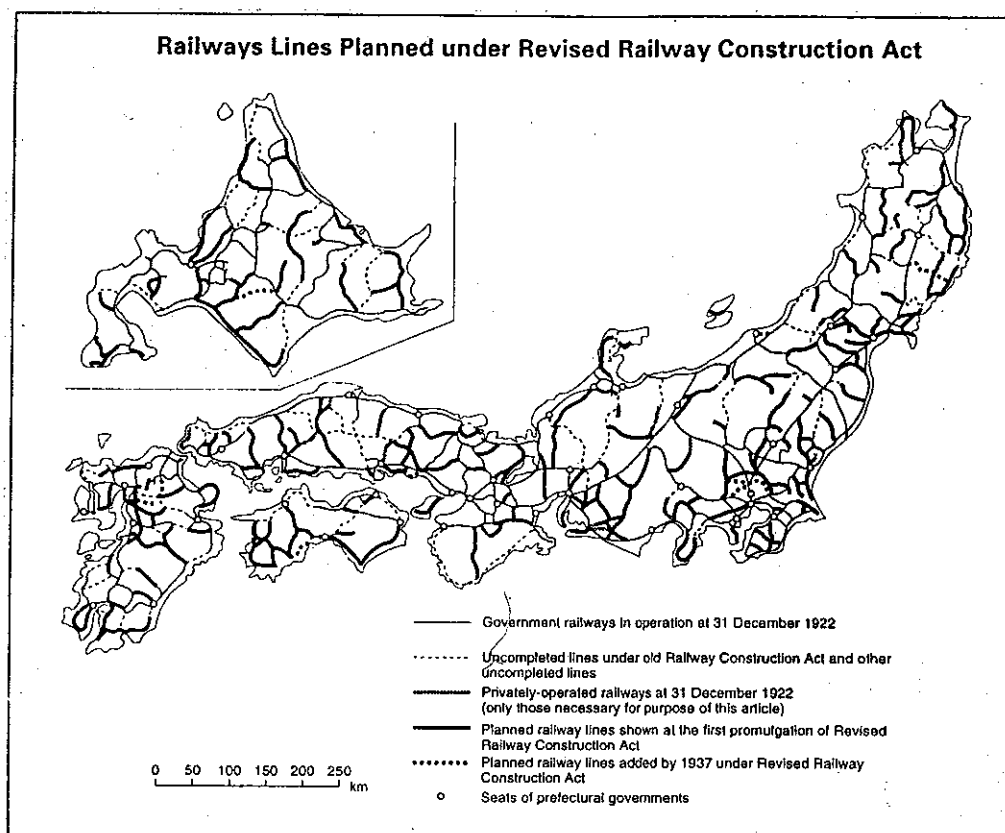 Railways Lines Planned under Revised Railway Construction Act
Government railways in operation at 31 December 1922
Uncompleted lines under old Railway Construction Act and other
uncompleted lines
Privately-operated railways at 31 December 1922
(only those necessary for purpose of this article)
Planned railway lines shown at the first promulgation of Revised
Railway Construction Act
Planned railway lines added by 1937 under Revised Railway
Construction Act
Seats of prefectural governments
0 50 100 150 200 250
km